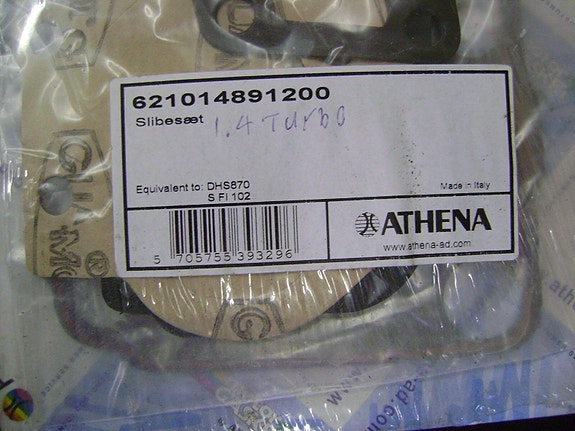 621014891200
Slibesæt
1.4 Turbo
Equivalent to: DHS870
S FI 102
Made in Italy
5 705755 393296
ATHENA
www.athena-ad.com